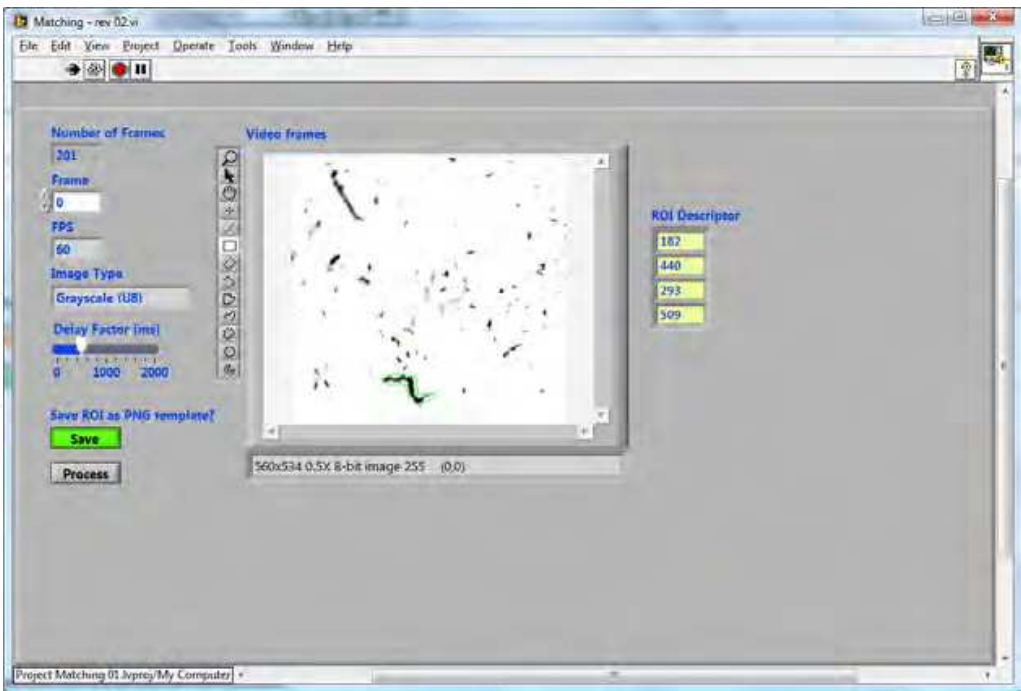 Matching - rev 02.vi
File Edit View Project Operate Tools Window Help
Number of Frames
201
Frame
0
FPS
60
Image Type
Grayscale (U8)
Delay Factor (ms)
0 1000 2000
Save ROI as PNG template?
Save
Process
Video frames
560x534 0.5X 8-bit image 255 (0,0)
ROI Descriptor
182
440
293
509
Project Matching 01.lvproj/My Computer